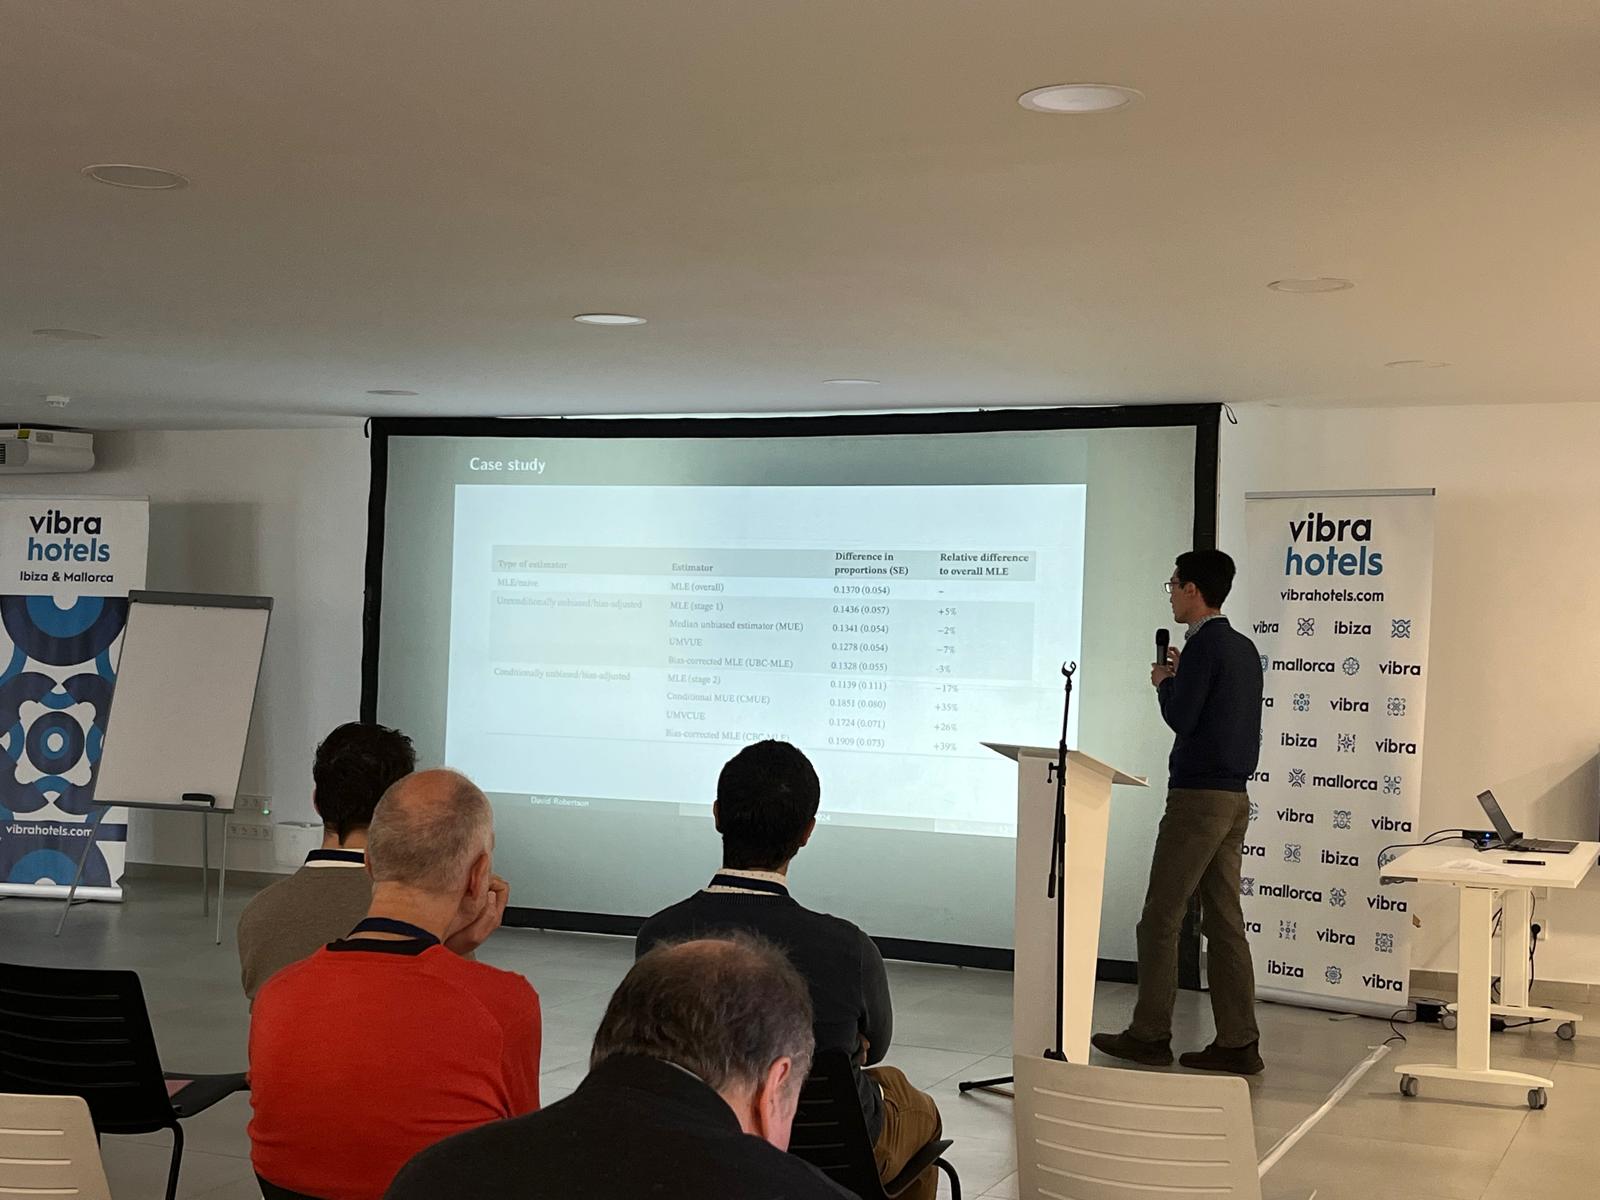 Case study
Type of estimator Estimator Difference in proportions (SE) Relative difference to overall MLE
MLE/naive MLE (overall) 0.1370 (0.054) –
Unconditionally unbiased/bias-adjusted MLE (stage 1) 0.1436 (0.057) +5%
Median unbiased estimator (MUE) 0.1341 (0.054) −2%
UMVUE 0.1278 (0.054) −7%
Bias-corrected MLE (UBC-MLE) 0.1328 (0.055) -3%
Conditionally unbiased/bias-adjusted MLE (stage 2) 0.1139 (0.111) −17%
Conditional MUE (CMUE) 0.1851 (0.080) +35%
UMVCUE 0.1724 (0.071) +26%
Bias-corrected MLE (CBC-MLE) 0.1909 (0.073) +39%
David Robertson
vibra
hotels
Ibiza & Mallorca
vibrahotels.com
vibra
hotels
vibrahotels.com
vibra ibiza
mallorca vibra
vibra
ibiza vibra
mallorca
vibra vibra
ibiza
mallorca vibra
vibra
ibiza vibra